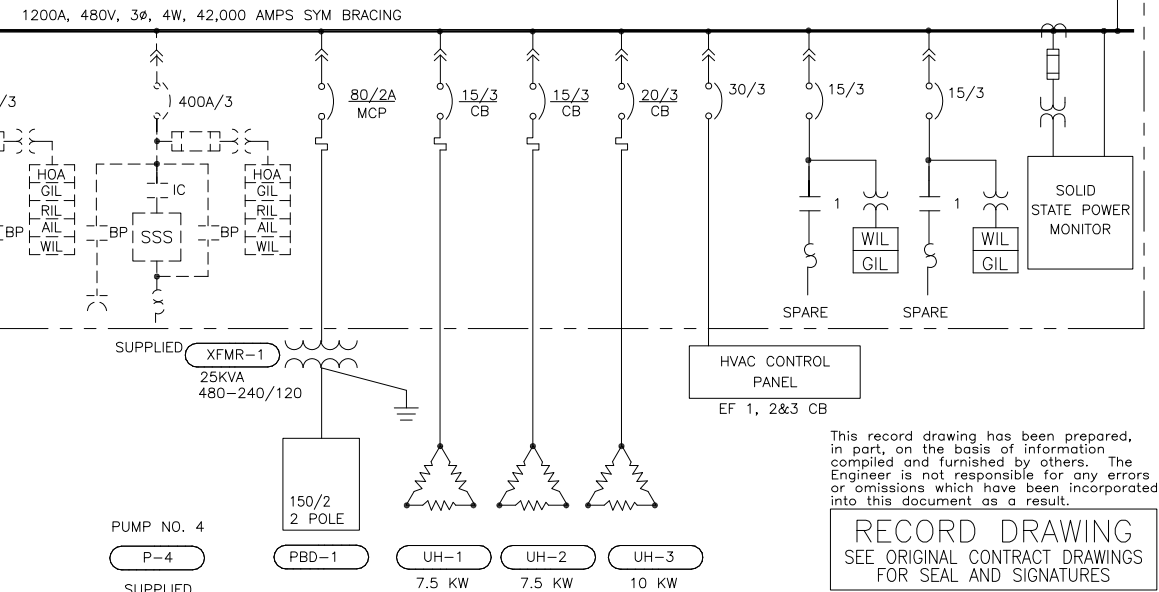 1200A, 480V, 3ø, 4W, 42,000 AMPS SYM BRACING
/3
400A/3
80/2A
MCP
15/3
CB
15/3
CB
20/3
CB
30/3
15/3
15/3
HOA
GIL
RIL
AIL
WIL
BP
IC
BP
SSS
BP
HOA
GIL
RIL
AIL
WIL
1
WIL
GIL
SPARE
1
WIL
GIL
SPARE
SOLID
STATE POWER
MONITOR
SUPPLIED
XFMR-1
25KVA
480-240/120
HVAC CONTROL
PANEL
EF 1, 2&3 CB
150/2
2 POLE
PUMP NO. 4
P-4
SUPPLIED
PBD-1
UH-1
7.5 KW
UH-2
7.5 KW
UH-3
10 KW
This record drawing has been prepared,
in part, on the basis of information
compiled and furnished by others. The
Engineer is not responsible for any errors
or omissions which have been incorporated
into this document as a result.
RECORD DRAWING
SEE ORIGINAL CONTRACT DRAWINGS
FOR SEAL AND SIGNATURES